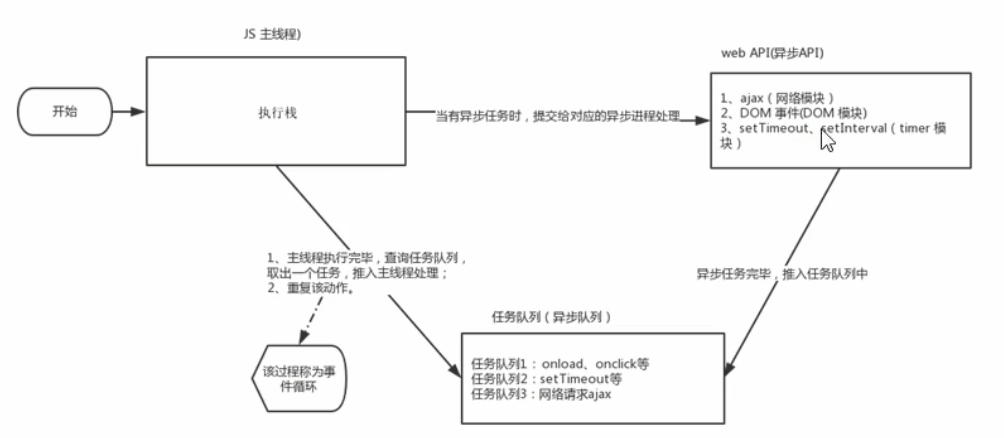 JS 主线程)
web API(异步API)
开始
执行栈
当有异步任务时，提交给对应的异步进程处理
1、ajax（网络模块）
2、DOM 事件(DOM 模块)
3、setTimeout、setInterval（timer 模
块）
1、主线程执行完毕，查询任务队列，
取出一个任务，推入主线程处理；
2、重复该动作。
异步任务完毕，推入任务队列中
任务队列（异步队列）
该过程称为事
件循环
任务队列1：onload、onclick等
任务队列2：setTimeout等
任务队列3：网络请求ajax